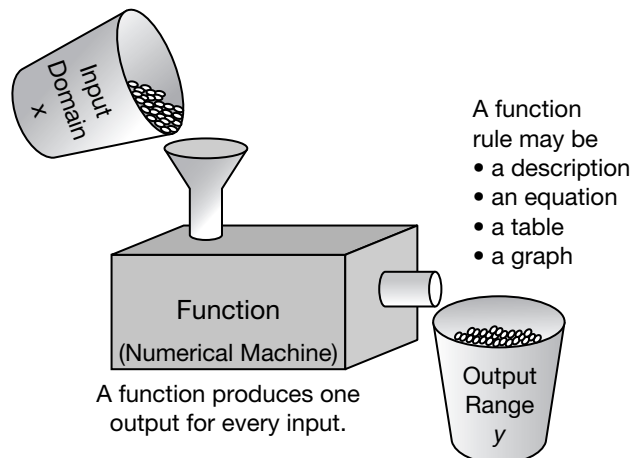 Input
Domain
x
A function
rule may be
• a description
• an equation
• a table
• a graph
Function
(Numerical Machine)
A function produces one
output for every input.
Output
Range
y